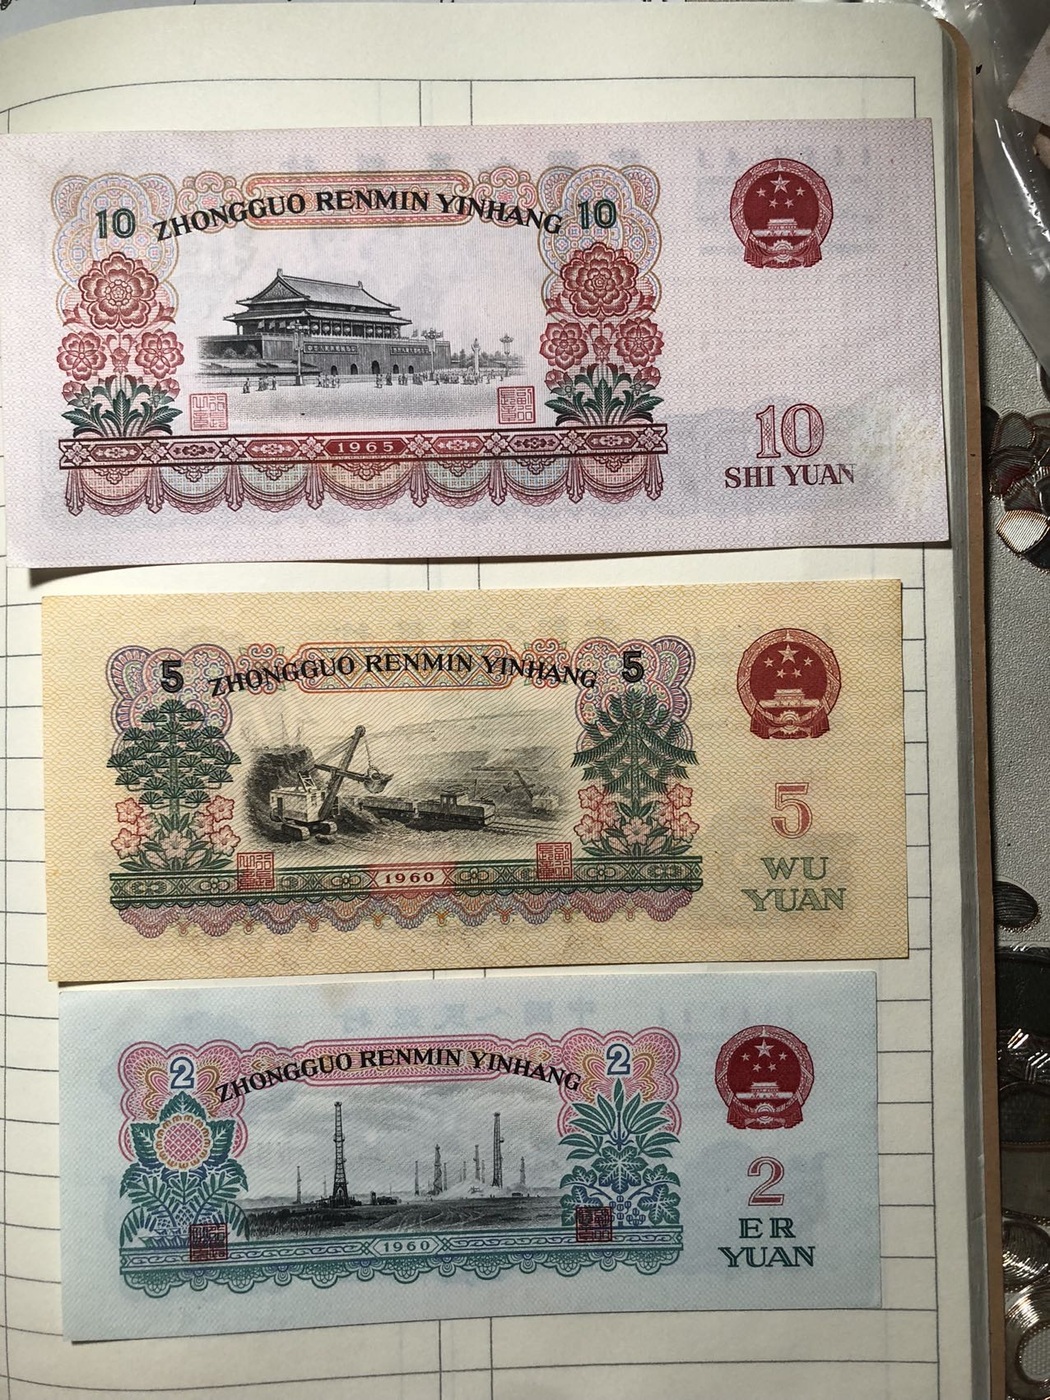 10 ZHONGGUO RENMIN YINHANG 10
1965
10
SHI YUAN
5 ZHONGGUO RENMIN YINHANG 5
1960
5
WU
YUAN
2 ZHONGGUO RENMIN YINHANG 2
1960
2
ER
YUAN